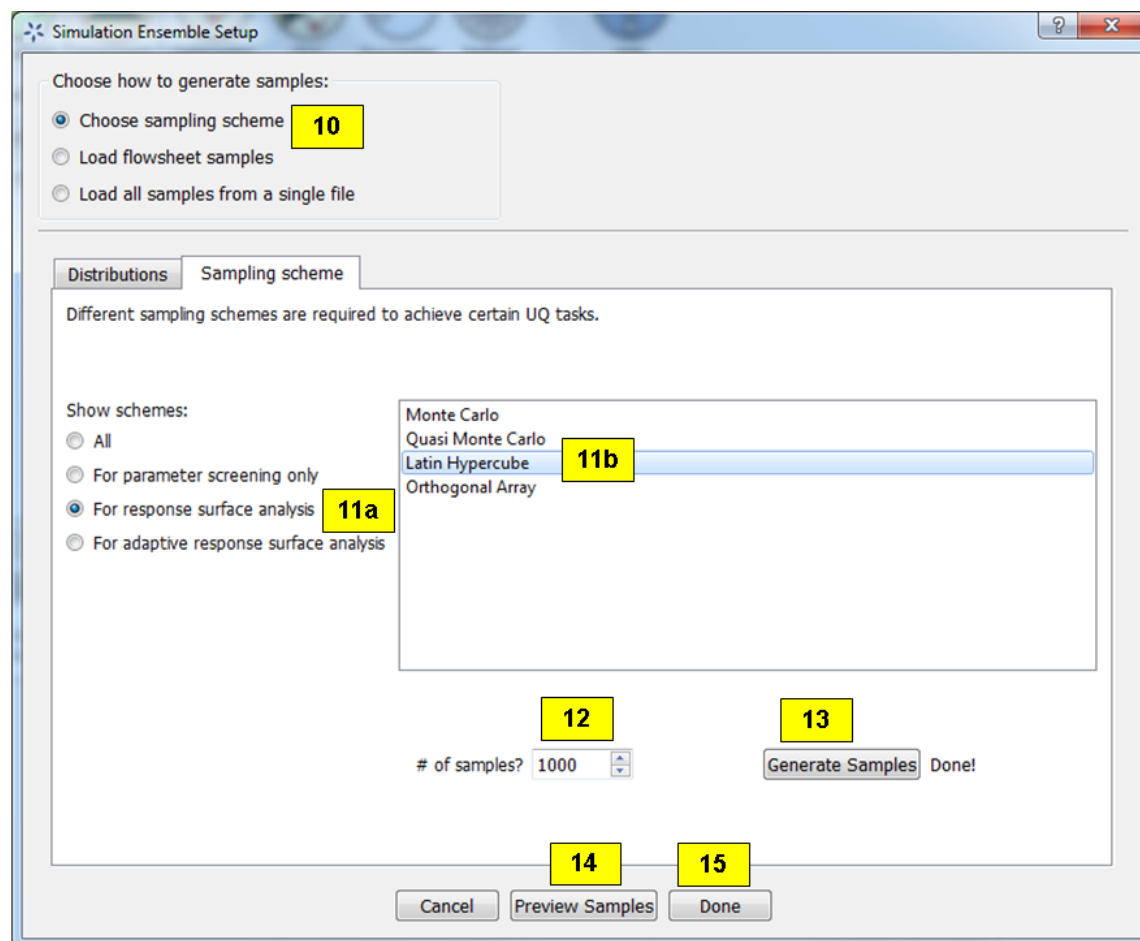 Simulation Ensemble Setup
?
Choose how to generate samples:
Choose sampling scheme 10
Load flowsheet samples
Load all samples from a single file
Distributions Sampling scheme
Different sampling schemes are required to achieve certain UQ tasks.
Show schemes:
All
For parameter screening only
For response surface analysis 11a
For adaptive response surface analysis
Monte Carlo
Quasi Monte Carlo
Latin Hypercube 11b
Orthogonal Array
12 13
# of samples? 1000 Generate Samples Done!
14 15
Cancel Preview Samples Done